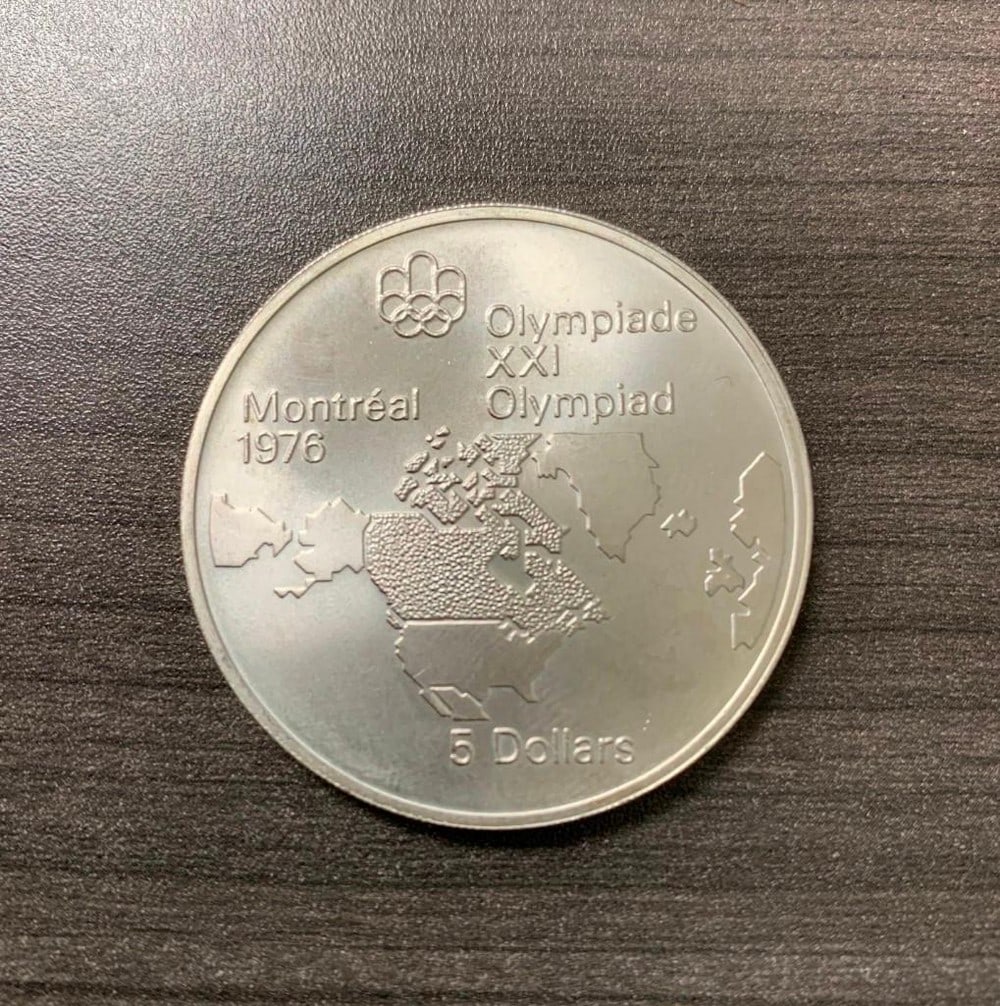 Olympiade
XXI
Olympiad
Montréal
1976
5 Dollars